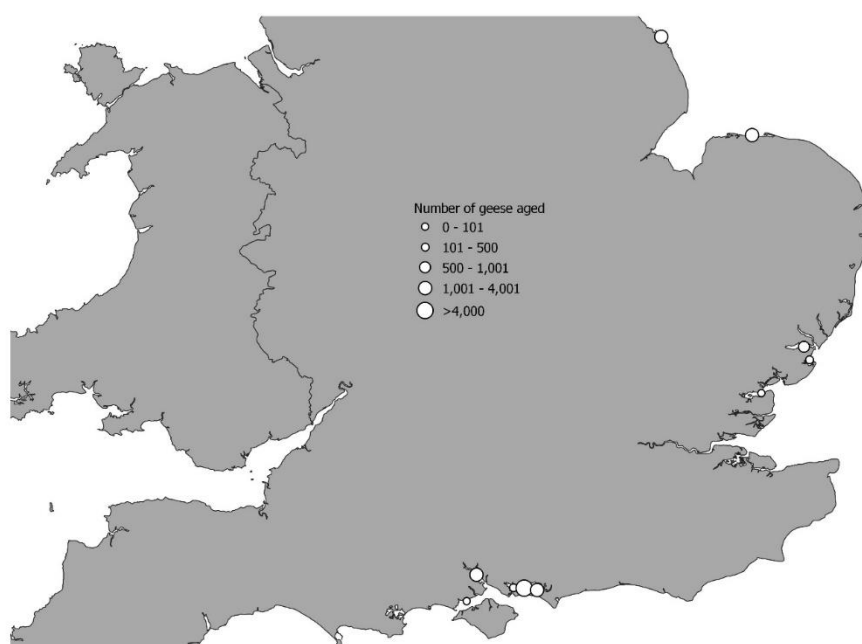 Number of geese aged
0 - 101
101 - 500
500 - 1,001
1,001 - 4,001
>4,000